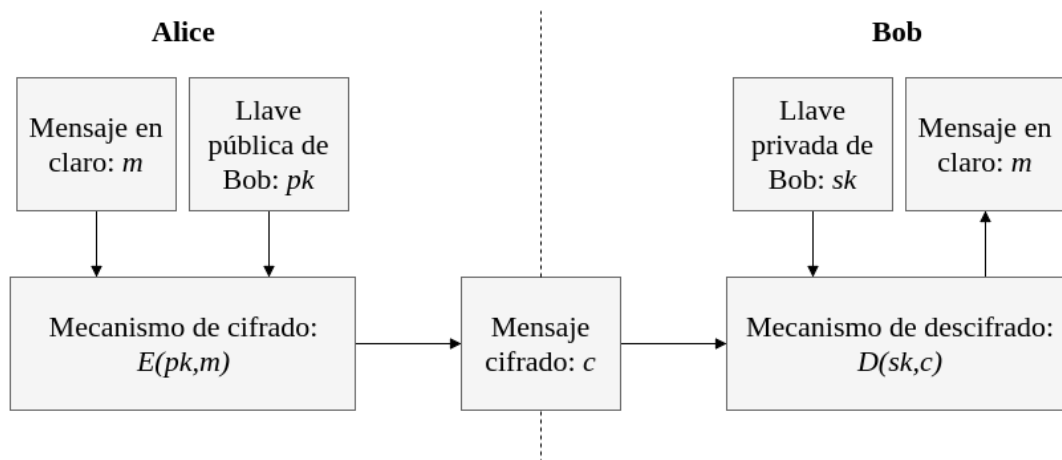 Alice
Bob
Mensaje en
claro: m
Llave
pública de
Bob: pk
Llave
privada de
Bob: sk
Mensaje en
claro: m
Mecanismo de cifrado:
E(pk,m)
Mensaje
cifrado: c
Mecanismo de descifrado:
D(sk,c)